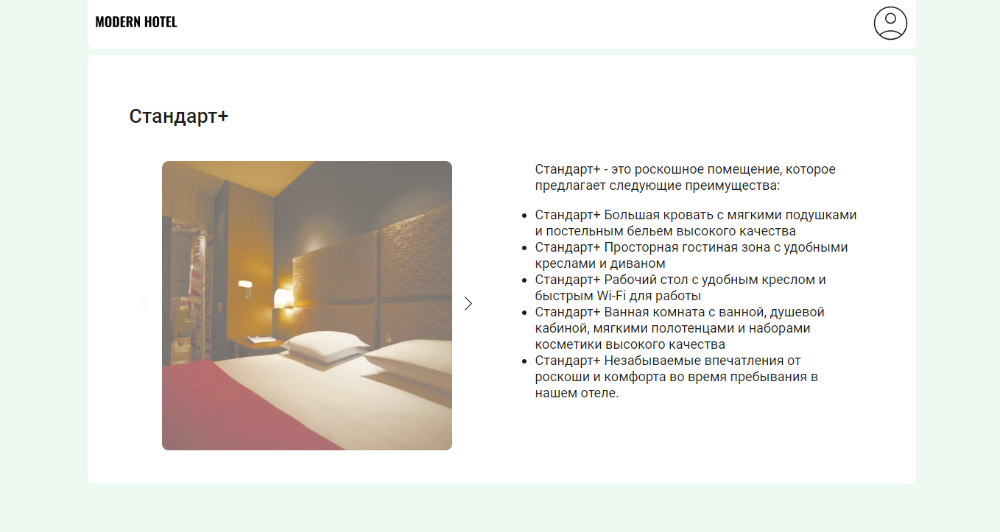 MODERN HOTEL
Стандарт+
Стандарт+ - это роскошное помещение, которое
предлагает следующие преимущества:
Стандарт+ Большая кровать с мягкими подушками
и постельным бельем высокого качества
Стандарт+ Просторная гостиная зона с удобными
креслами и диваном
Стандарт+ Рабочий стол с удобным креслом и
быстрым Wi-Fi для работы
Стандарт+ Ванная комната с ванной, душевой
кабиной, мягкими полотенцами и наборами
косметики высокого качества
Стандарт+ Незабываемые впечатления от
роскоши и комфорта во время пребывания в
нашем отеле.